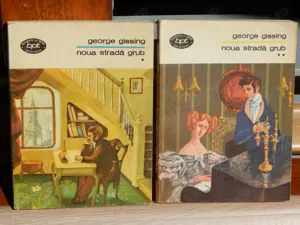 george gissing
noua stradă grub
*
bpt
george gissing
noua stradă grub
**
bpt